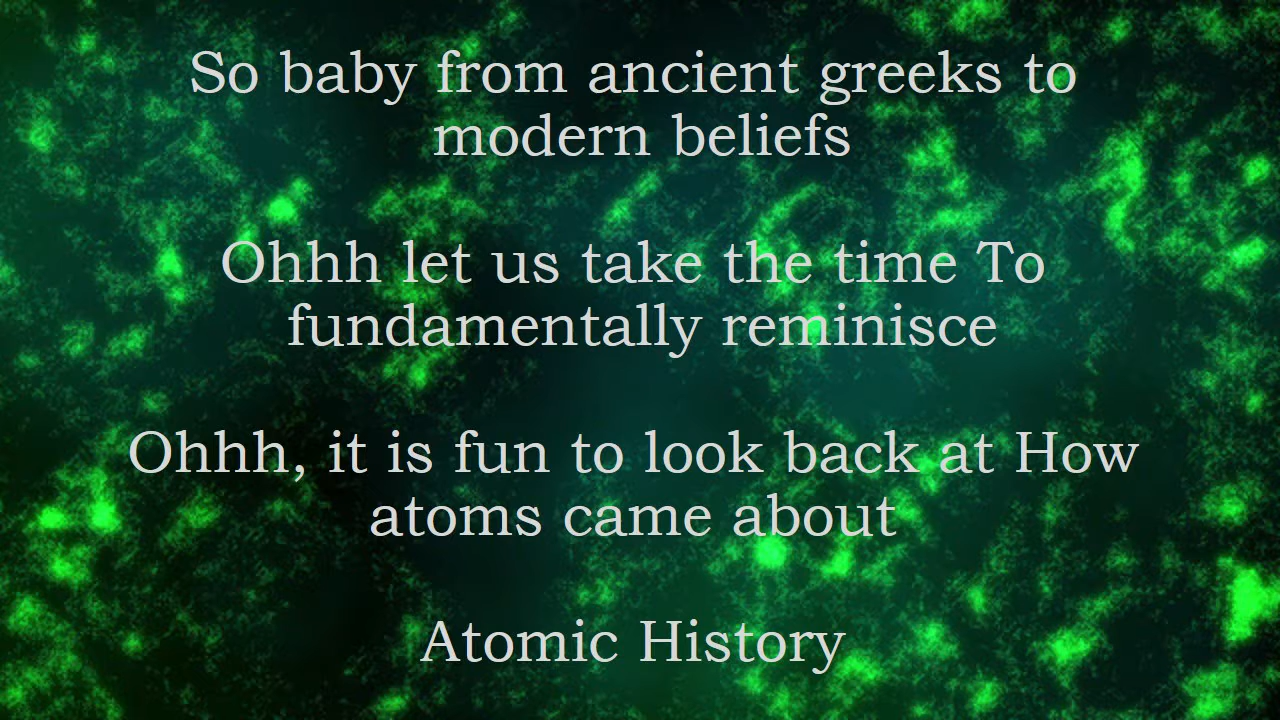 So baby from ancient greeks to
modern beliefs
Ohhh let us take the time To
fundamentally reminisce
Ohhh, it is fun to look back at How
atoms came about
Atomic History